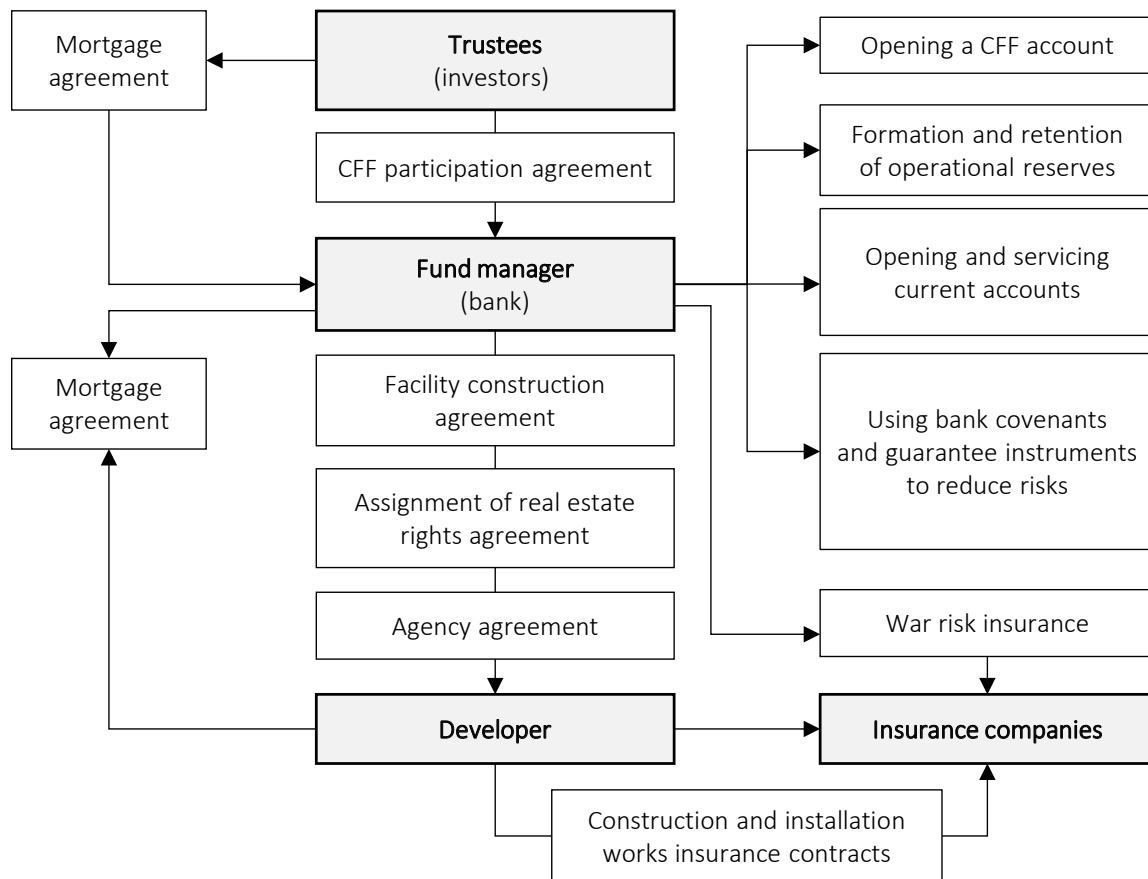 Mortgage
agreement
Trustees
(investors)
Opening a CFF account
CFF participation agreement
Formation and retention
of operational reserves
Fund manager
(bank)
Opening and servicing
current accounts
Mortgage
agreement
Facility construction
agreement
Using bank covenants
and guarantee instruments
to reduce risks
Assignment of real estate
rights agreement
Agency agreement
War risk insurance
Developer
Insurance companies
Construction and installation
works insurance contracts